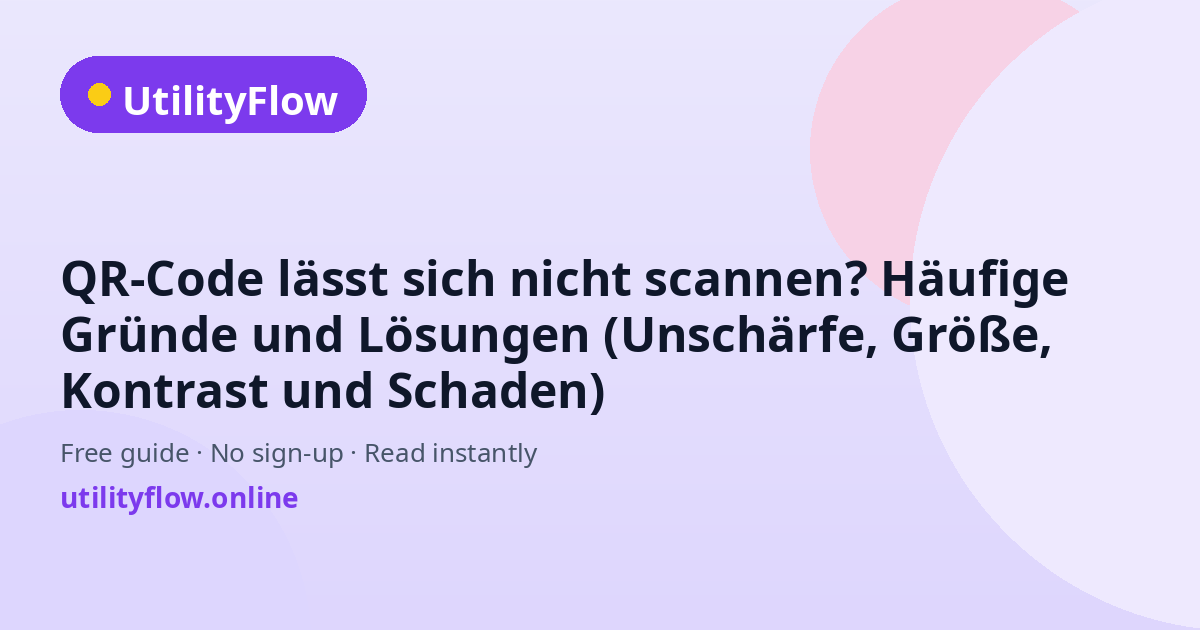 UtilityFlow
QR-Code lässt sich nicht scannen? Häufige
Gründe und Lösungen (Unschärfe, Größe,
Kontrast und Schaden)
Free guide · No sign-up · Read instantly
utilityflow.online